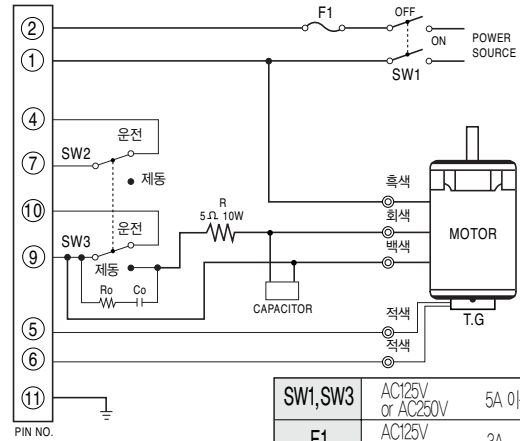 ② F1 OFF
ON POWER
SOURCE
① SW1
④
운전
⑦ SW2
제동
⑩
운전
R
5Ω 10W
⑨ SW3
제동
Ro Co
CAPACITOR
흑색
회색
백색
MOTOR
⑤ 적색
⑥ 적색
T.G
⑪
PIN NO.
SW1,SW3 AC125V
or AC250V 5A
F1 AC125V 3A